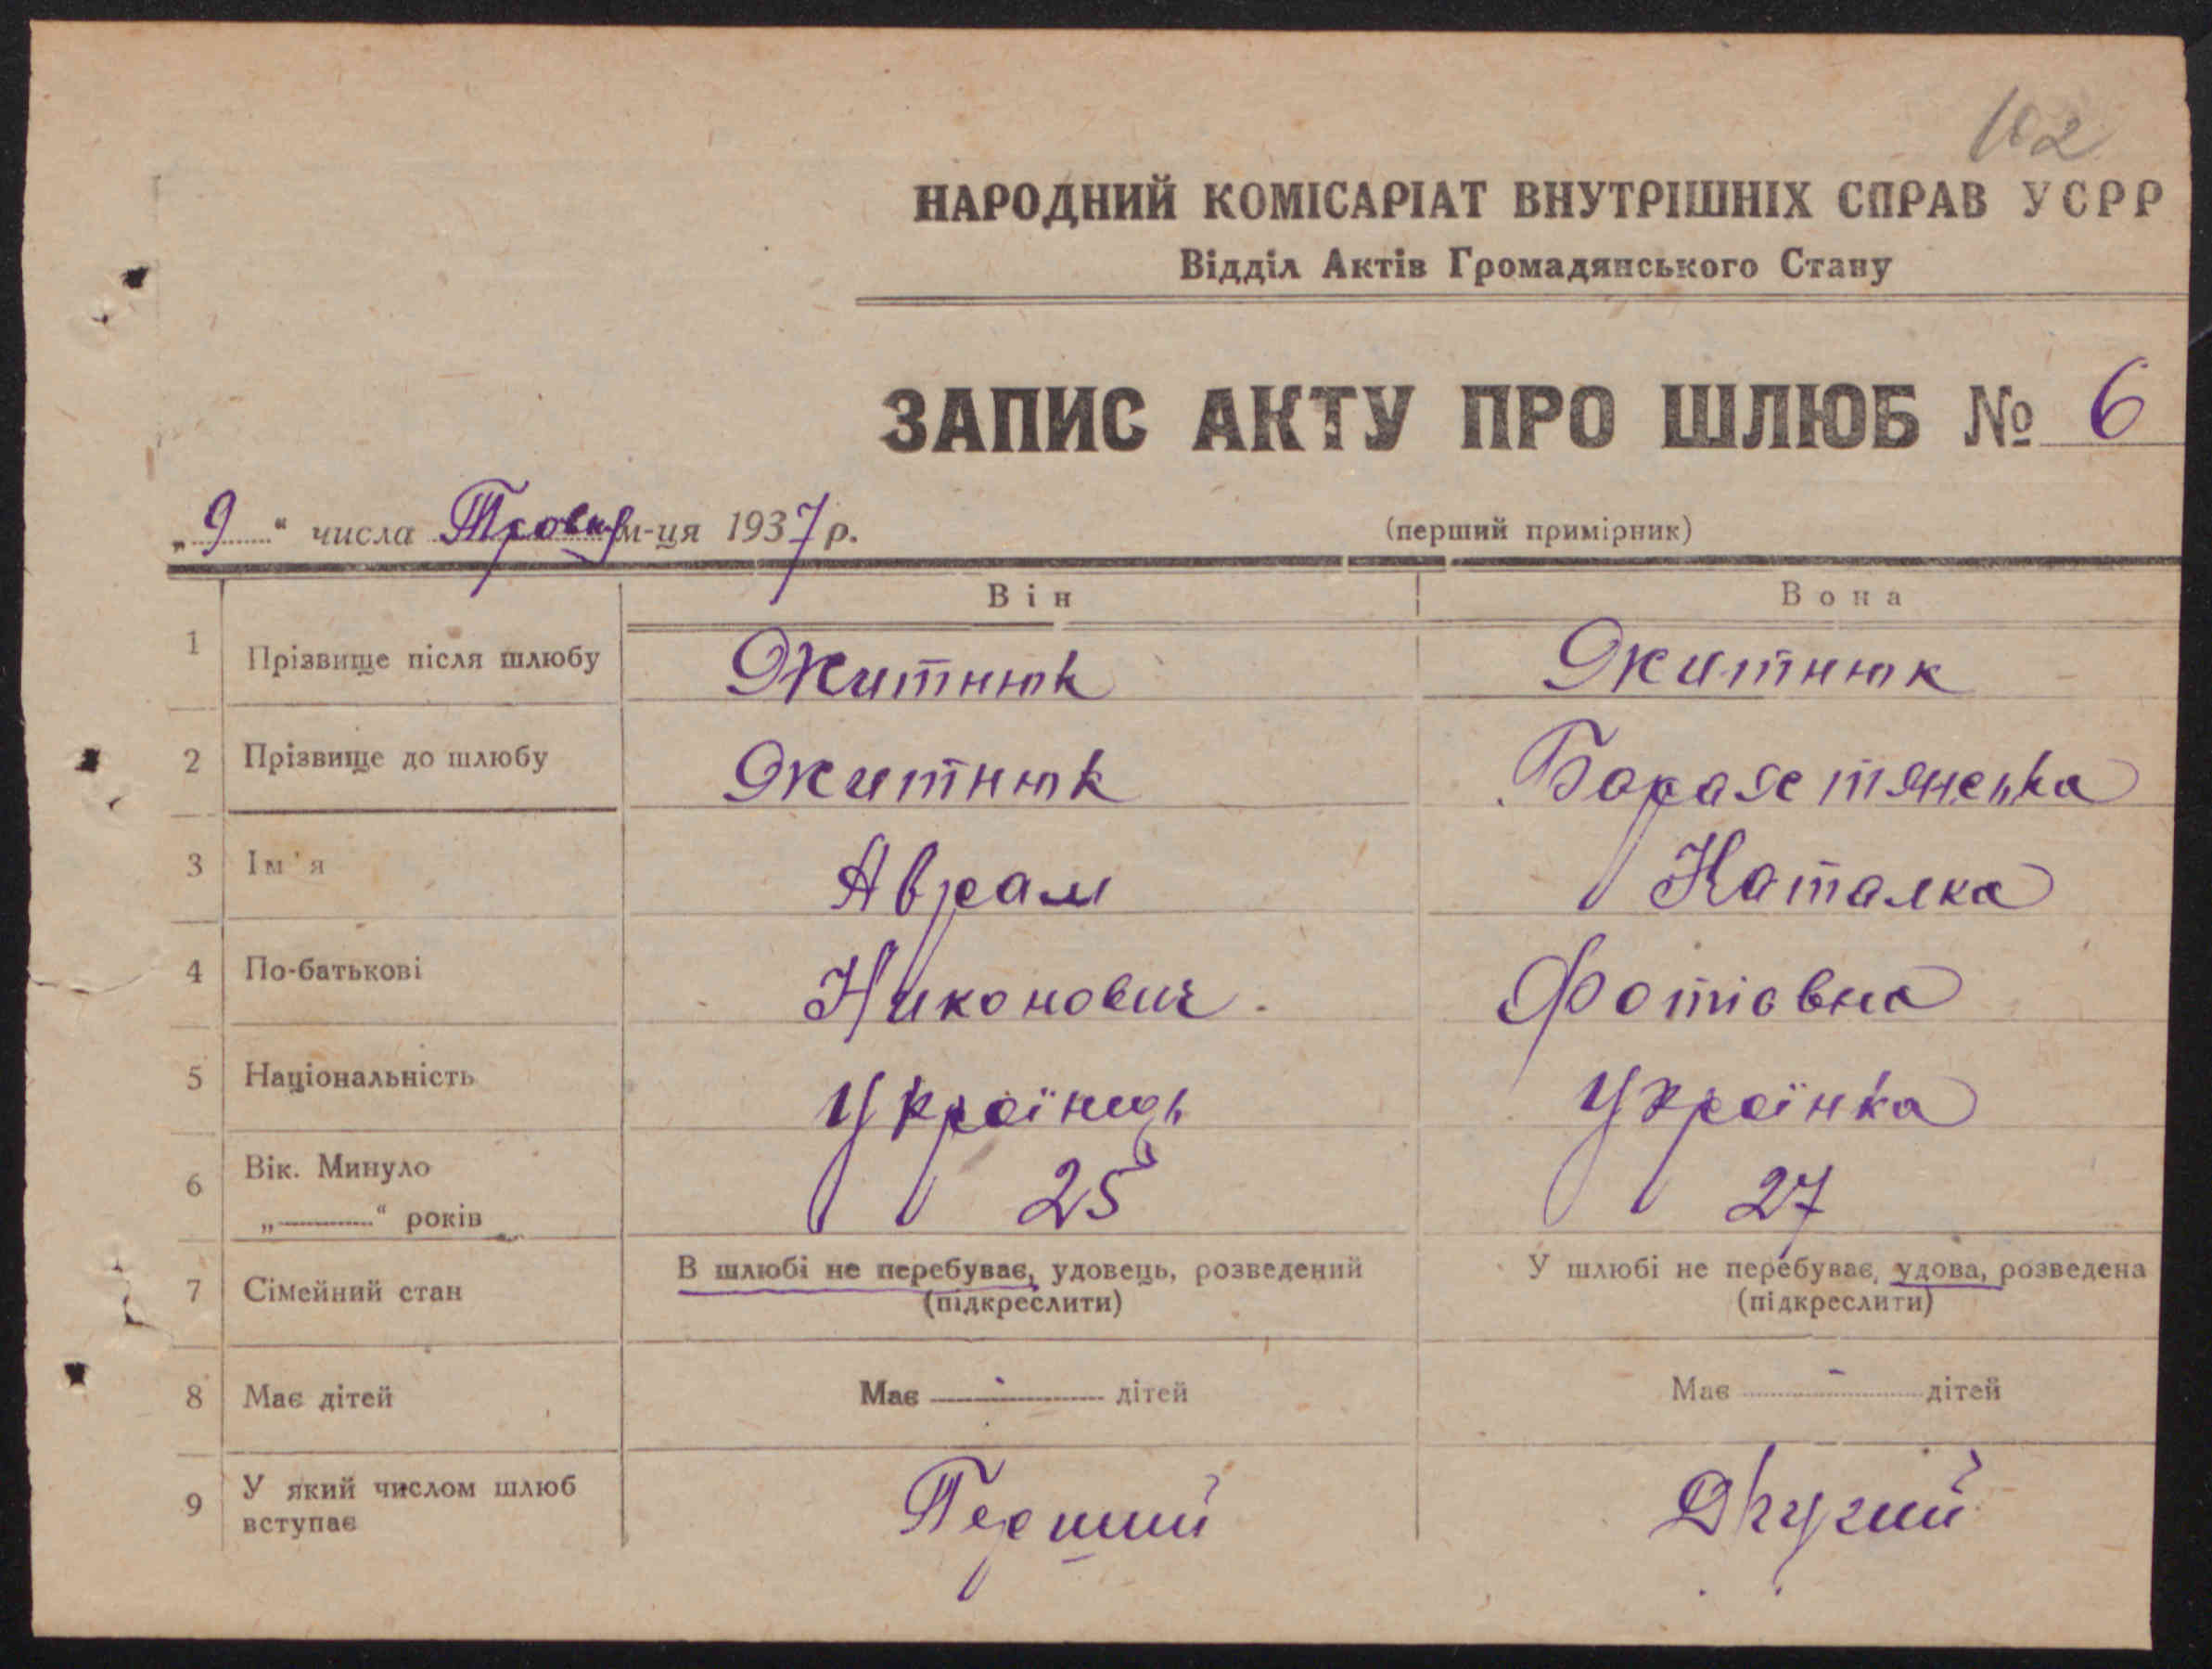 102
НАРОДНИЙ КОМІСАРІАТ ВНУТРІШНІХ СПРАВ УСРР
Відділ Актів Громадянського Стану
ЗАПИС АКТУ ПРО ШЛЮБ № 6
„9“ числа Травня м-ця 1937 р. (перший примірник)
Він Вона
1 Прізвище після шлюбу Житнюк Житнюк
2 Прізвище до шлюбу Житнюк
3 Ім'я Аврам Наталка
4 По-батькові Никонович Фотіовна
5 Національність Українець Українка
6 Вік. Минуло „——“ років 25 27
7 Сімейний стан В шлюбі не перебуває, удовець, розведений У шлюбі не перебуває, удова, розведена
(підкреслити) (підкреслити)
8 Має дітей Має - дітей Має - дітей
9 У який числом шлюб Перший Другий
вступає